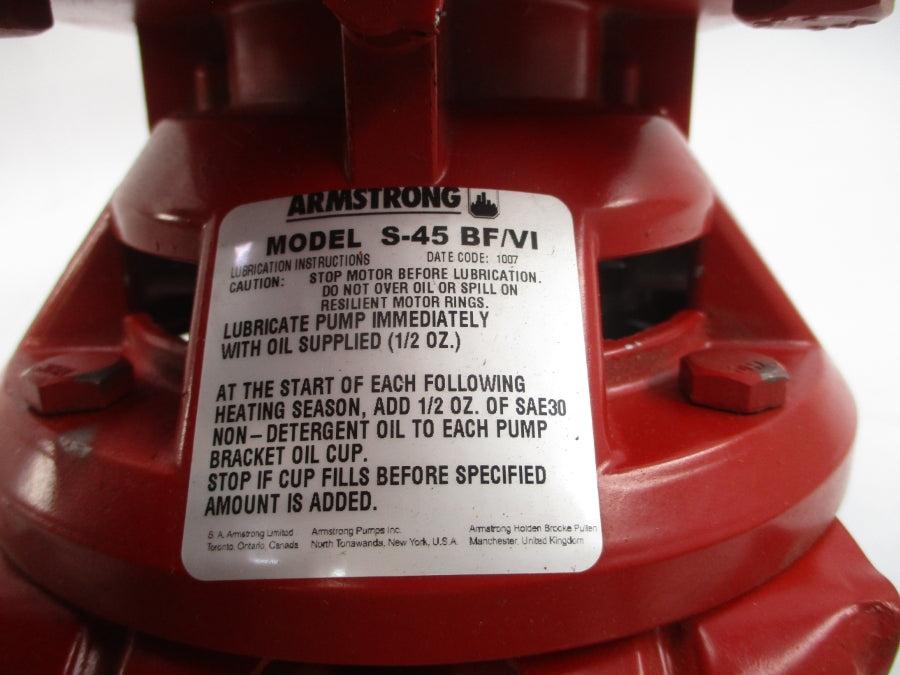 ARMSTRONG
MODEL S-45 BF/VI
LUBRICATION INSTRUCTIONS DATE CODE: 1007
CAUTION: STOP MOTOR BEFORE LUBRICATION.
DO NOT OVER OIL OR SPILL ON
RESILIENT MOTOR RINGS.
LUBRICATE PUMP IMMEDIATELY
WITH OIL SUPPLIED (1/2 OZ.)
AT THE START OF EACH FOLLOWING
HEATING SEASON, ADD 1/2 OZ. OF SAE30
NON-DETERGENT OIL TO EACH PUMP
BRACKET OIL CUP.
STOP IF CUP FILLS BEFORE SPECIFIED
AMOUNT IS ADDED.
S. A. Armstrong Limited Armstrong Pumps Inc. Armstrong Holden Brooke Pullen
Toronto, Ontario, Canada North Tonawanda, New York, U.S.A. Manchester, United Kingdom